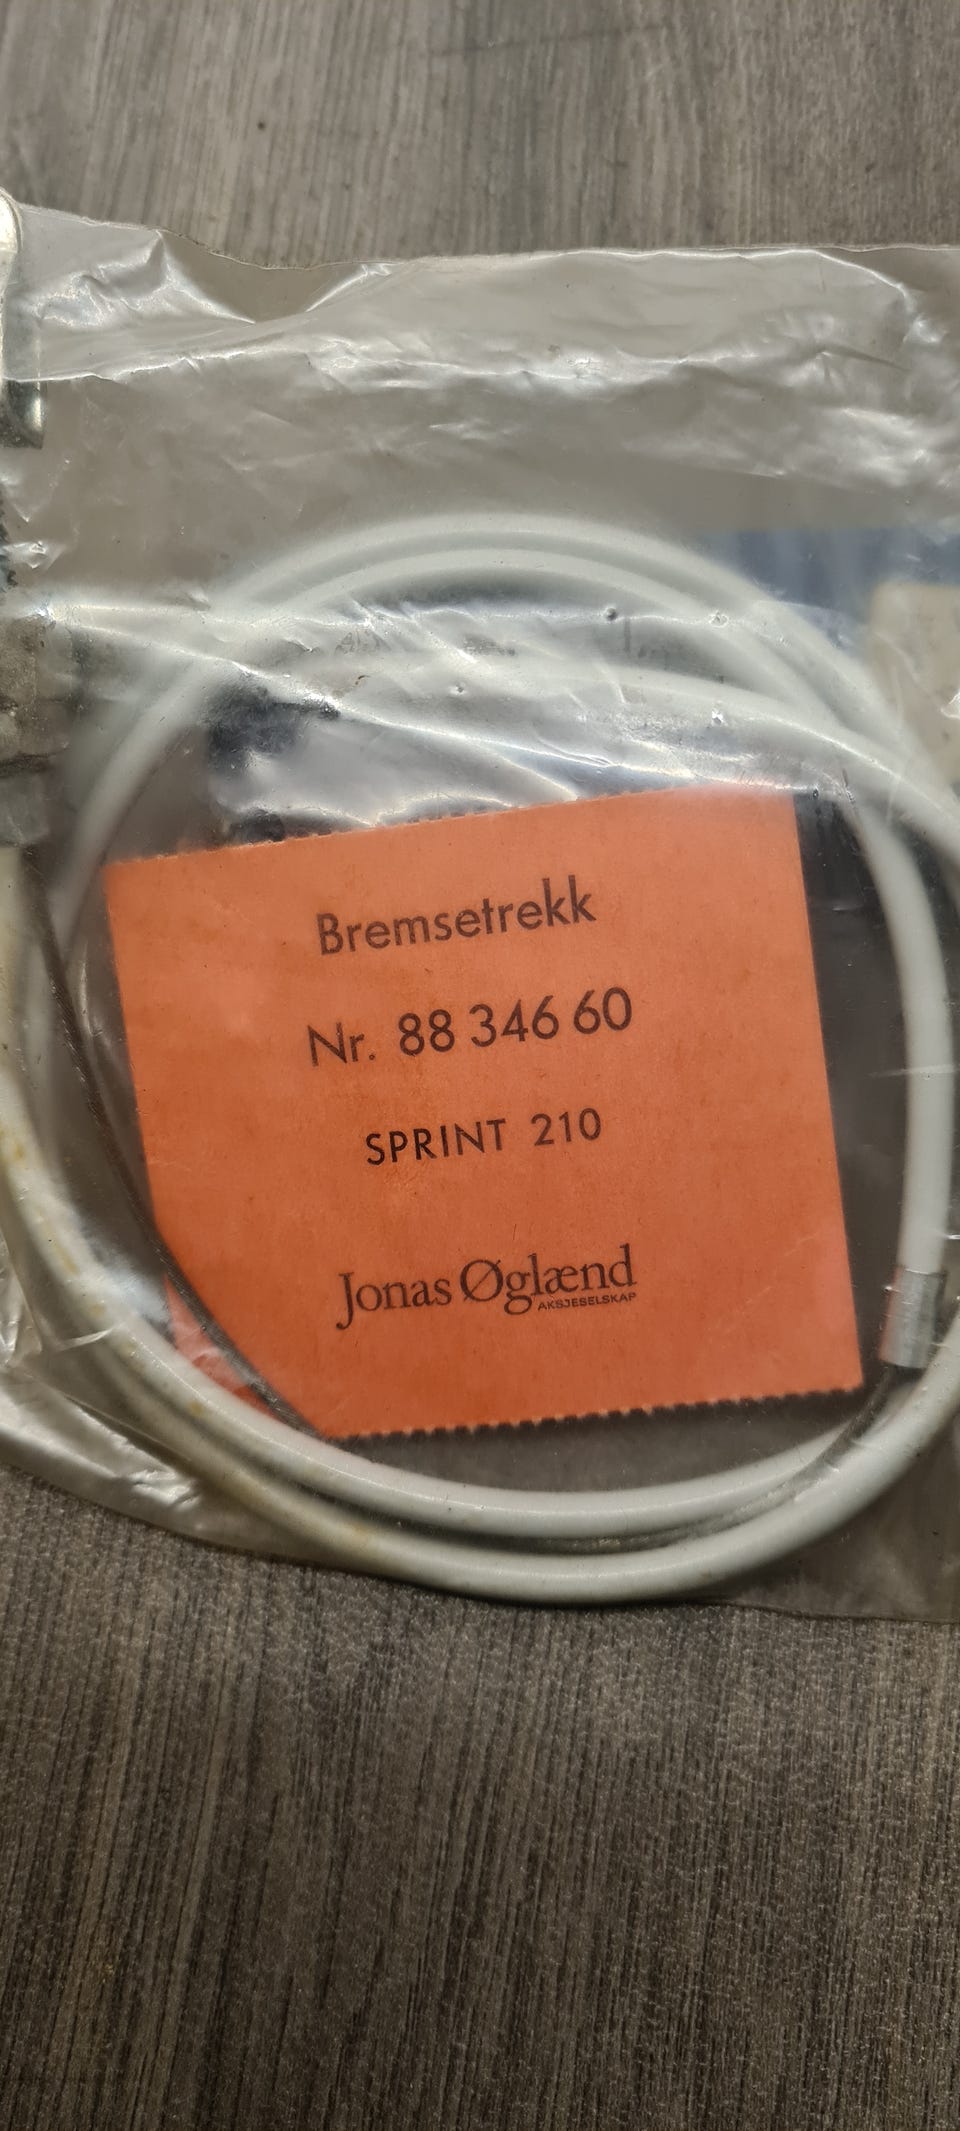 Bremsetrekk
Nr. 88 346 60
SPRINT 210
Jonas Øglænd
AKSJESELSKAP